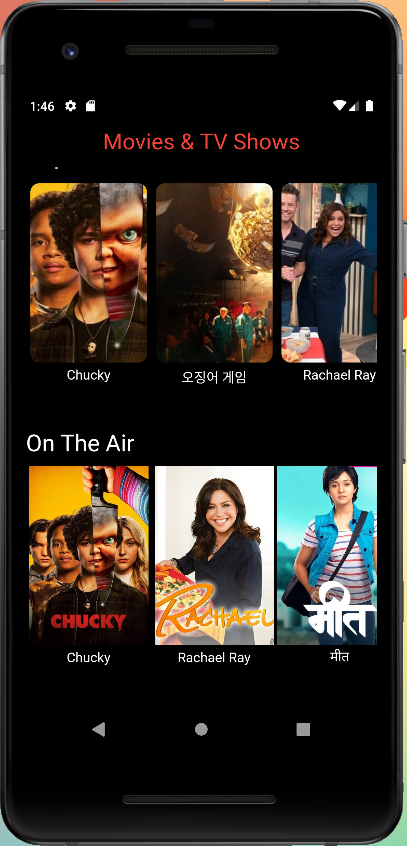 1:46
Movies & TV Shows
Chucky
오징어 게임
Rachael Ray
On The Air
CHUCKY
RACHAEL
मीत
Chucky
Rachael Ray
मीत